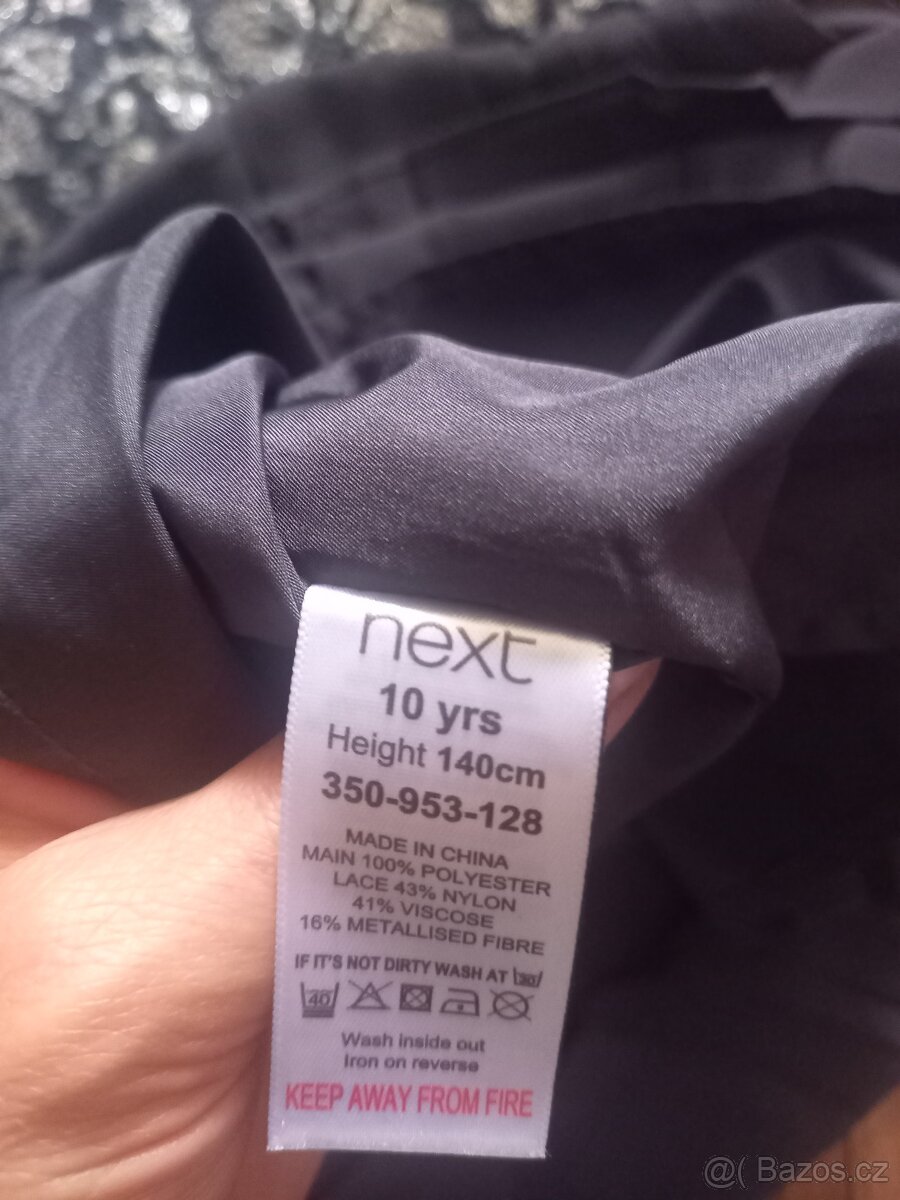 next
10 yrs
Height 140cm
350-953-128
MADE IN CHINA
MAIN 100% POLYESTER
LACE 43% NYLON
41% VISCOSE
16% METALLISED FIBRE
IF IT'S NOT DIRTY WASH AT 30
40
Wash inside out
Iron on reverse
KEEP AWAY FROM FIRE
@( Bazos.cz